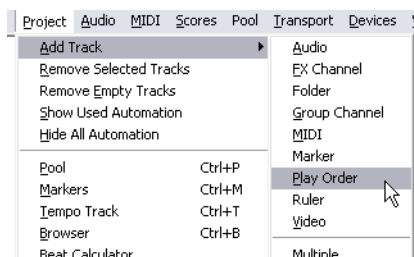 Project Audio MIDI Scores Pool Transport Devices
Add Track
Remove Selected Tracks
Remove Empty Tracks
Show Used Automation
Hide All Automation
Pool Ctrl+P
Markers Ctrl+M
Tempo Track Ctrl+T
Browser Ctrl+B
Beat Calculator
Audio
FX Channel
Folder
Group Channel
MIDI
Marker
Play Order
Ruler
Video
Multiple